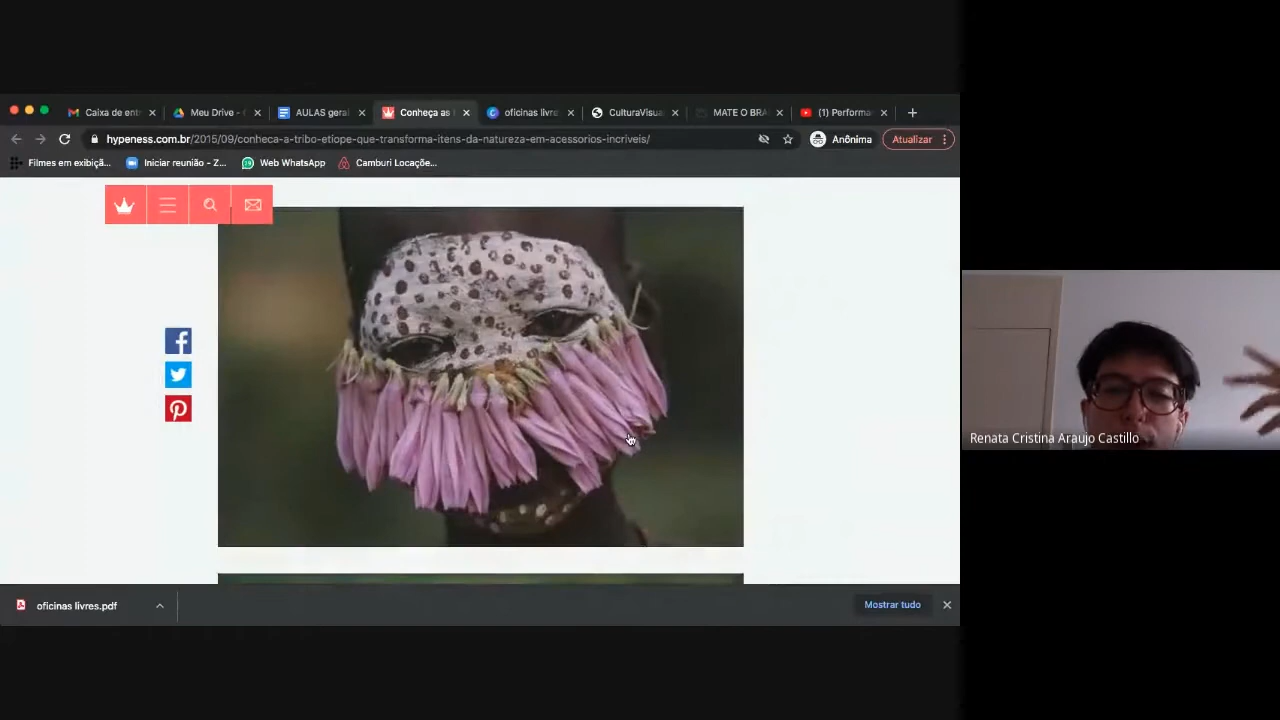 Caixa de ent
Meu Drive -
AULAS geral
Conheça as
oficinas livre
CulturaVisua
MATE O BRA
(1) Performa
hypeness.com.br/2015/09/conheca-a-tribo-etiope-que-transforma-itens-da-natureza-em-acessorios-incriveis/
Anônima
Atualizar
Filmes em exibiçã...
Iniciar reunião - Z...
Web WhatsApp
Camburi Locaçõe...
Renata Cristina Araujo Castillo
oficinas livres.pdf
Mostrar tudo